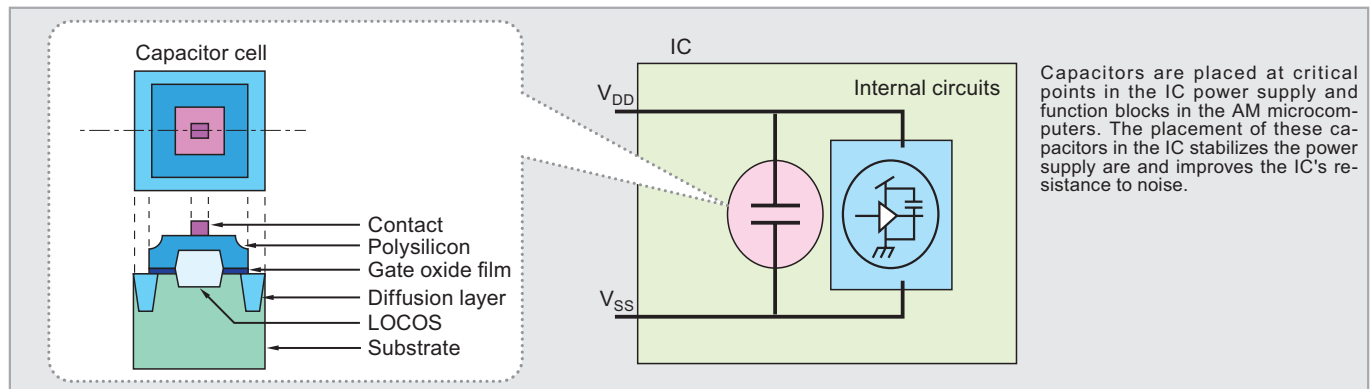 Capacitor cell
Contact
Polysilicon
Gate oxide film
Diffusion layer
LOCOS
Substrate
IC
Internal circuits
VDD
VSS
Capacitors are placed at critical
points in the IC power supply and
function blocks in the AM microcom-
puters. The placement of these ca-
pacitors in the IC stabilizes the power
supply are and improves the IC's re-
sistance to noise.